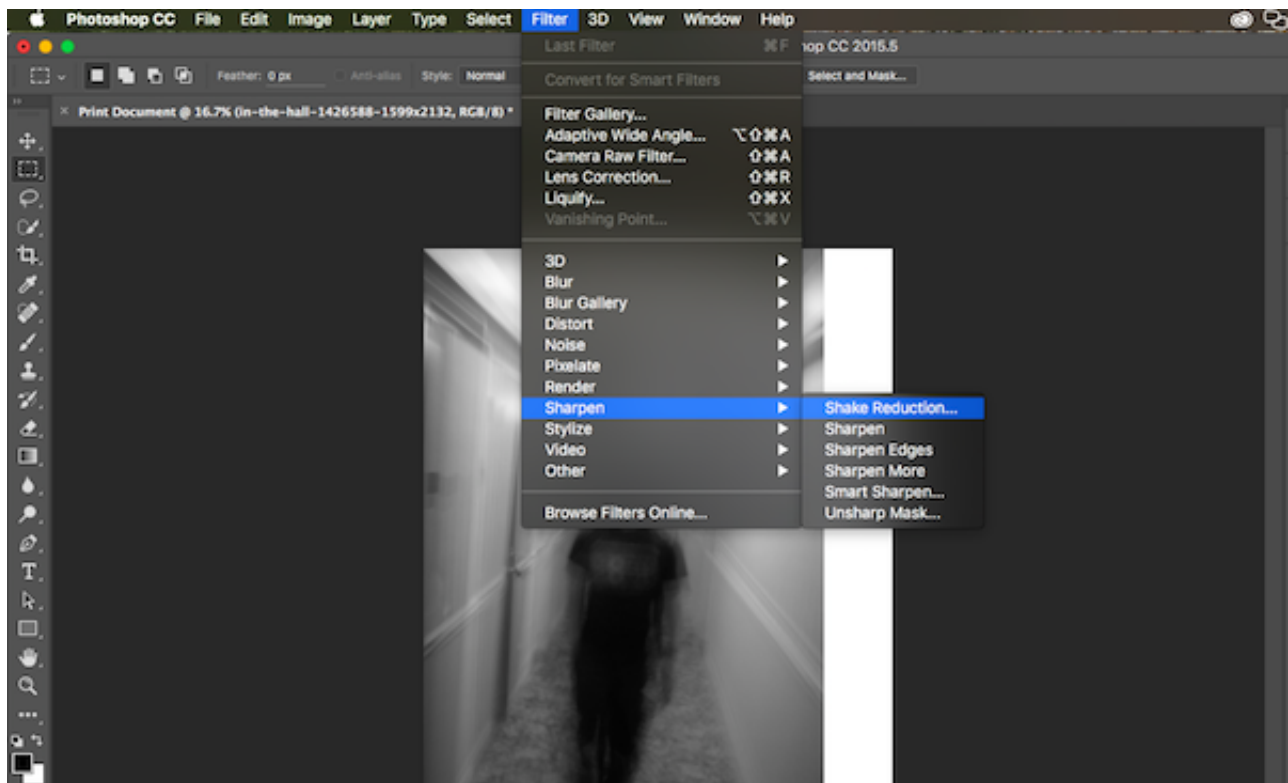 Photoshop CC File Edit Image Layer Type Select Filter 3D View Window Help
hop CC 2015.5
Feather: 0 px Anti-alias Style: Normal Select and Mask...
× Print Document @ 16.7% (in-the-hall-1426588-1599x2132, RGB/8) *
Last Filter ⌘F
Convert for Smart Filters
Filter Gallery...
Adaptive Wide Angle... ⌥⇧⌘A
Camera Raw Filter... ⇧⌘A
Lens Correction... ⇧⌘R
Liquify... ⇧⌘X
Vanishing Point... ⌥⌘V
3D
Blur
Blur Gallery
Distort
Noise
Pixelate
Render
Sharpen
Stylize
Video
Other
Browse Filters Online...
Shake Reduction...
Sharpen
Sharpen Edges
Sharpen More
Smart Sharpen...
Unsharp Mask...